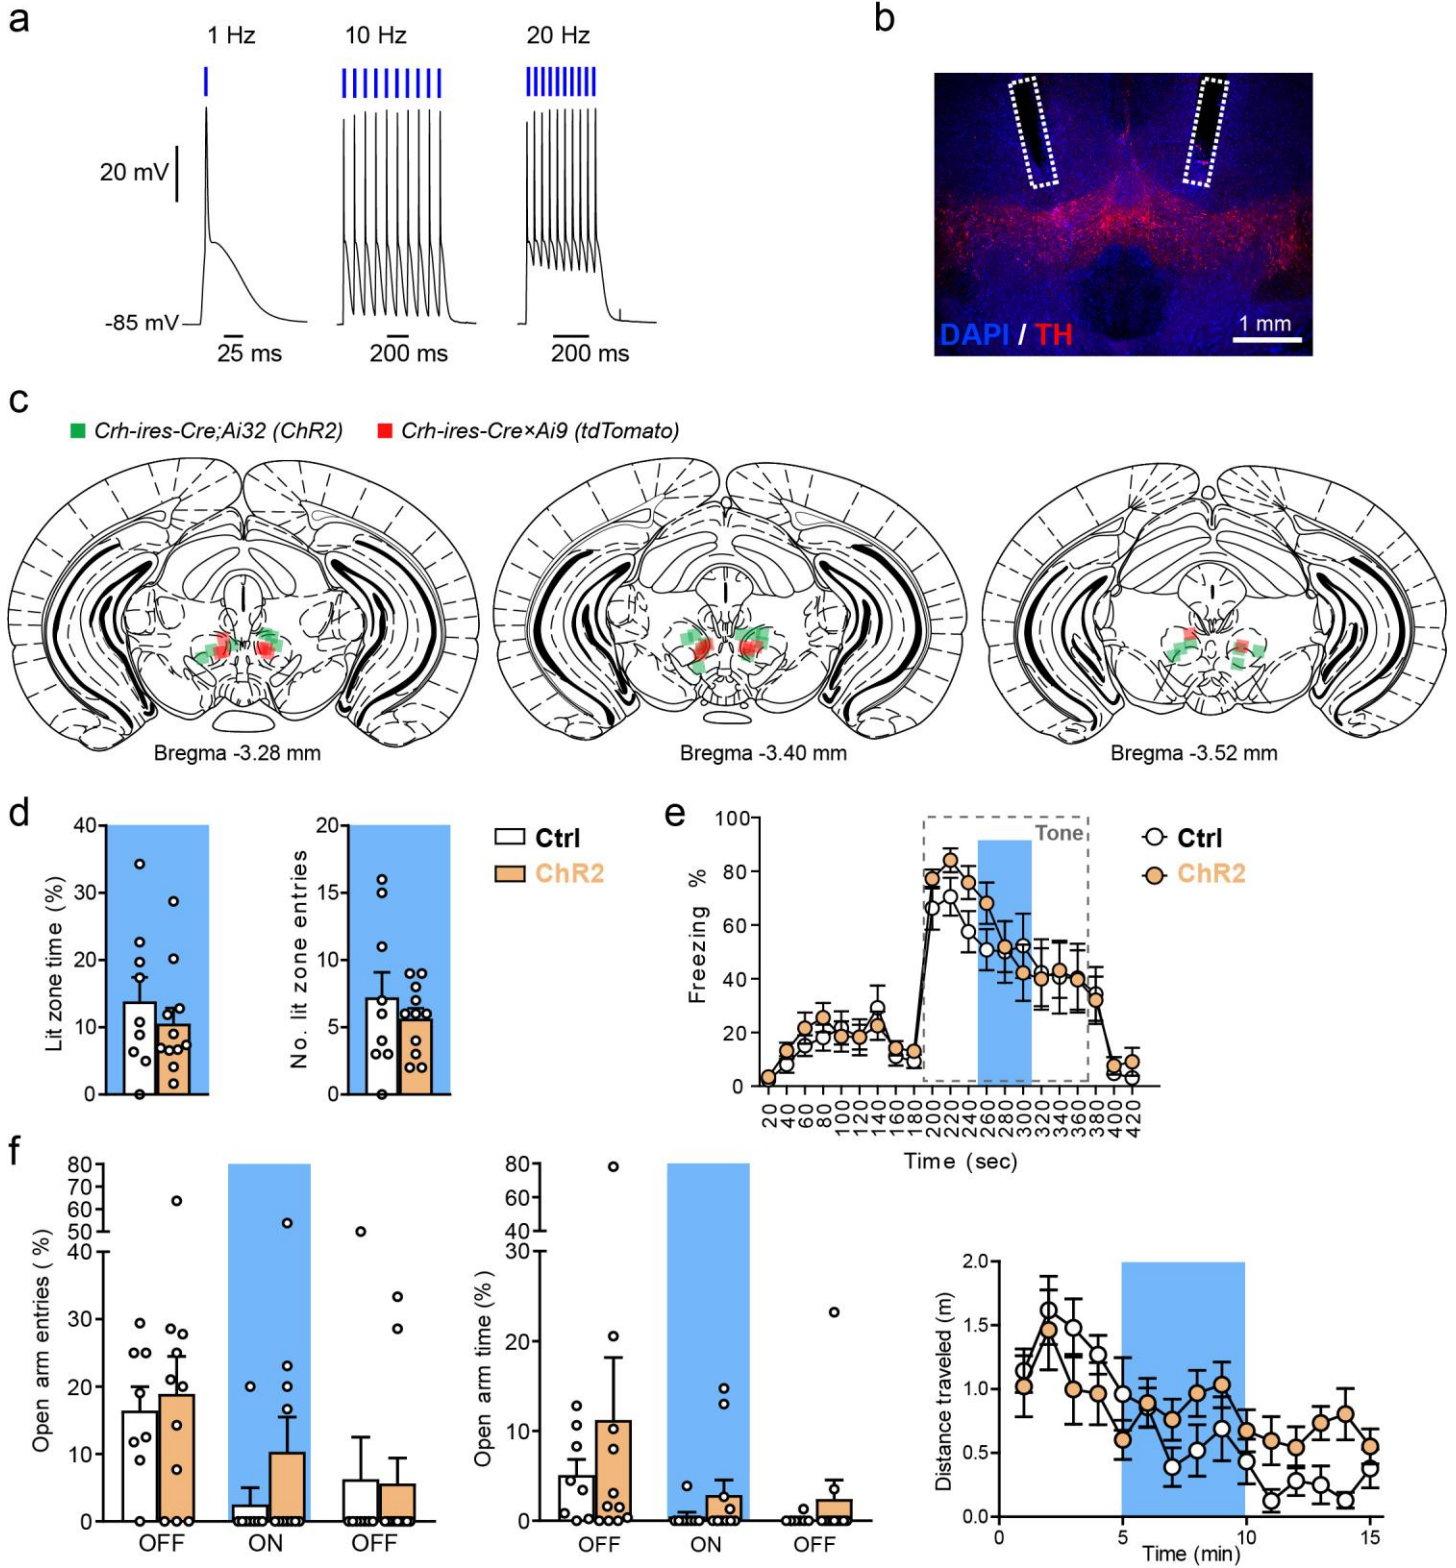 a
1 Hz 10 Hz 20 Hz
20 mV
-85 mV
25 ms 200 ms 200 ms
b
DAPI / TH
1 mm
c
Crh-ires-Cre;Ai32 (ChR2) Crh-ires-Cre×Ai9 (tdTomato)
Bregma -3.28 mm Bregma -3.40 mm Bregma -3.52 mm
d
Lit zone time (%)
40
30
20
10
0
No. lit zone entries
20
15
10
5
0
Ctrl
ChR2
e
Freezing %
100
80
60
40
20
0
Tone
Ctrl
ChR2
20 40 60 80 100 120 140 160 180 200 220 240 260 280 300 320 340 360 380 400 420
Time (sec)
f
Open arm entries ( %)
80
70
60
50
40
30
20
10
0
OFF ON OFF
Open arm time (% )
80
60
40
30
20
10
0
OFF ON OFF
Distance traveled (m)
2.0
1.5
1.0
0.5
0.0
0 5 10 15
Time (min)